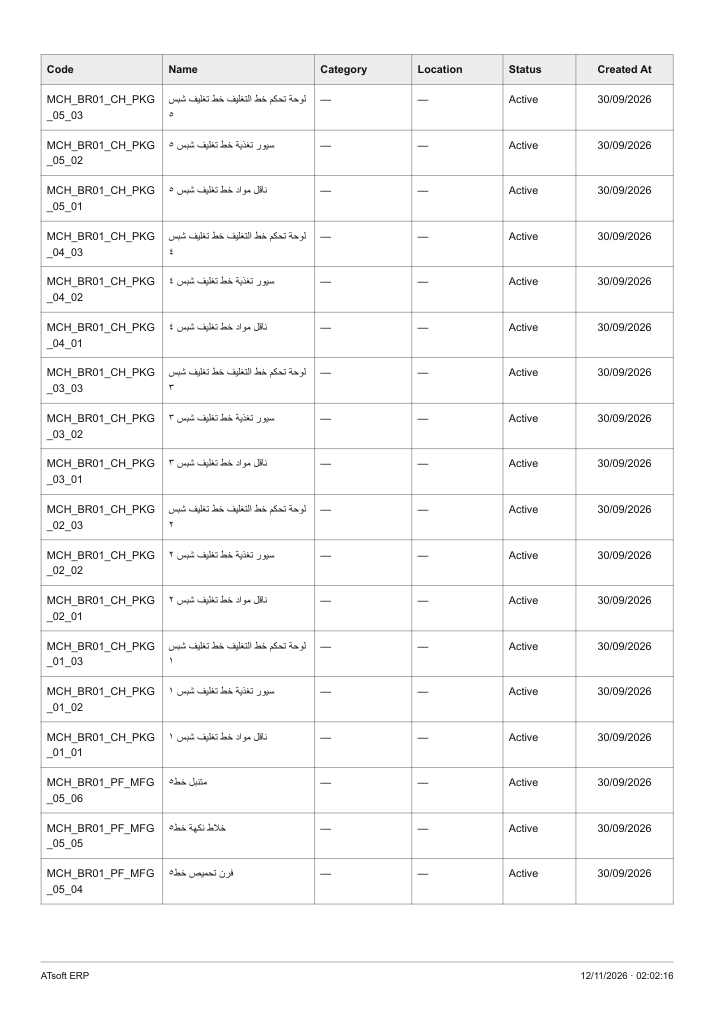 Code Name Category Location Status Created At
MCH_BR01_CH_PKG لوحة تحكم خط التغليف خط تغليف شبس — — Active 30/09/2026
_05_03 ٥
MCH_BR01_CH_PKG سيور تغذية خط تغليف شبس ٥ — — Active 30/09/2026
_05_02
MCH_BR01_CH_PKG ناقل مواد خط تغليف شبس ٥ — — Active 30/09/2026
_05_01
MCH_BR01_CH_PKG لوحة تحكم خط التغليف خط تغليف شبس — — Active 30/09/2026
_04_03 ٤
MCH_BR01_CH_PKG سيور تغذية خط تغليف شبس ٤ — — Active 30/09/2026
_04_02
MCH_BR01_CH_PKG ناقل مواد خط تغليف شبس ٤ — — Active 30/09/2026
_04_01
MCH_BR01_CH_PKG لوحة تحكم خط التغليف خط تغليف شبس — — Active 30/09/2026
_03_03 ٣
MCH_BR01_CH_PKG سيور تغذية خط تغليف شبس ٣ — — Active 30/09/2026
_03_02
MCH_BR01_CH_PKG ناقل مواد خط تغليف شبس ٣ — — Active 30/09/2026
_03_01
MCH_BR01_CH_PKG لوحة تحكم خط التغليف خط تغليف شبس — — Active 30/09/2026
_02_03 ٢
MCH_BR01_CH_PKG سيور تغذية خط تغليف شبس ٢ — — Active 30/09/2026
_02_02
MCH_BR01_CH_PKG ناقل مواد خط تغليف شبس ٢ — — Active 30/09/2026
_02_01
MCH_BR01_CH_PKG لوحة تحكم خط التغليف خط تغليف شبس — — Active 30/09/2026
_01_03 ١
MCH_BR01_CH_PKG سيور تغذية خط تغليف شبس ١ — — Active 30/09/2026
_01_02
MCH_BR01_CH_PKG ناقل مواد خط تغليف شبس ١ — — Active 30/09/2026
_01_01
MCH_BR01_PF_MFG متنبل خط٥ — — Active 30/09/2026
_05_06
MCH_BR01_PF_MFG خلاط نكهة خط٥ — — Active 30/09/2026
_05_05
MCH_BR01_PF_MFG فرن تحميص خط٥ — — Active 30/09/2026
_05_04
ATsoft ERP 12/11/2026 · 02:02:16